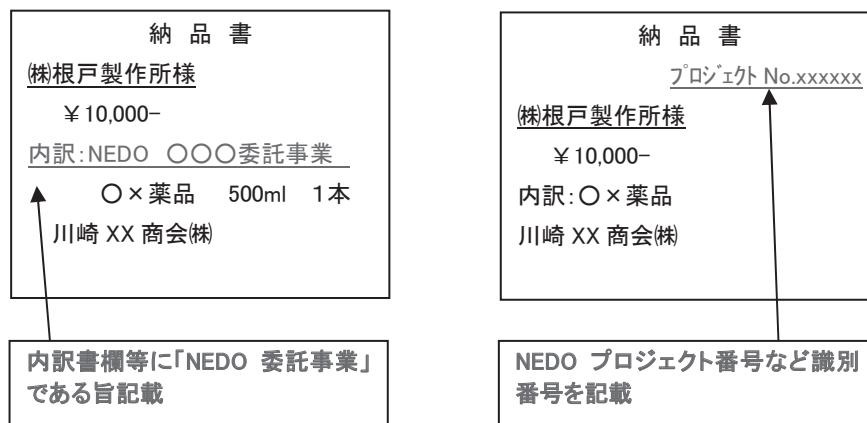 納 品 書
㈱根戸製作所様
￥10,000−
内訳：NEDO 〇〇〇委託事業
〇×薬品 500ml 1本
川崎 XX 商会㈱
内訳書欄等に「NEDO 委託事業」
である旨記載
納 品 書
ﾌﾟﾛｼﾞｪｸﾄ No.xxxxxx
㈱根戸製作所様
￥10,000−
内訳：〇×薬品
川崎 XX 商会㈱
NEDO プロジェクト番号など識別
番号を記載